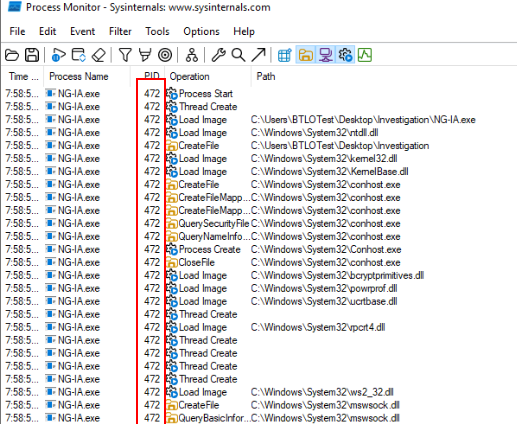 Process Monitor - Sysinternals: www.sysinternals.com
File Edit Event Filter Tools Options Help
Time ... Process Name PID Operation Path
7:58:5... NG-IA.exe 472 Process Start
7:58:5... NG-IA.exe 472 Thread Create
7:58:5... NG-IA.exe 472 Load Image C:\Users\BTLOTest\Desktop\Investigation\NG-IA.exe
7:58:5... NG-IA.exe 472 Load Image C:\Windows\System32\ntdll.dll
7:58:5... NG-IA.exe 472 CreateFile C:\Users\BTLOTest\Desktop\Investigation
7:58:5... NG-IA.exe 472 Load Image C:\Windows\System32\kernel32.dll
7:58:5... NG-IA.exe 472 Load Image C:\Windows\System32\KernelBase.dll
7:58:5... NG-IA.exe 472 CreateFile C:\Windows\System32\conhost.exe
7:58:5... NG-IA.exe 472 CreateFileMapp... C:\Windows\System32\conhost.exe
7:58:5... NG-IA.exe 472 CreateFileMapp... C:\Windows\System32\conhost.exe
7:58:5... NG-IA.exe 472 QuerySecurityFile C:\Windows\System32\conhost.exe
7:58:5... NG-IA.exe 472 QueryNameInfo... C:\Windows\System32\conhost.exe
7:58:5... NG-IA.exe 472 Process Create C:\Windows\System32\conhost.exe
7:58:5... NG-IA.exe 472 CloseFile C:\Windows\System32\conhost.exe
7:58:5... NG-IA.exe 472 Load Image C:\Windows\System32\bcryptprimitives.dll
7:58:5... NG-IA.exe 472 Load Image C:\Windows\System32\powrprof.dll
7:58:5... NG-IA.exe 472 Load Image C:\Windows\System32\ucrtbase.dll
7:58:5... NG-IA.exe 472 Thread Create
7:58:5... NG-IA.exe 472 Load Image C:\Windows\System32\rpcrt4.dll
7:58:5... NG-IA.exe 472 Thread Create
7:58:5... NG-IA.exe 472 Thread Create
7:58:5... NG-IA.exe 472 Thread Create
7:58:5... NG-IA.exe 472 Thread Create
7:58:5... NG-IA.exe 472 Load Image C:\Windows\System32\ws2_32.dll
7:58:5... NG-IA.exe 472 CreateFile C:\Windows\System32\mswsock.dll
7:58:5... NG-IA.exe 472 QueryBasicInfor... C:\Windows\System32\mswsock.dll